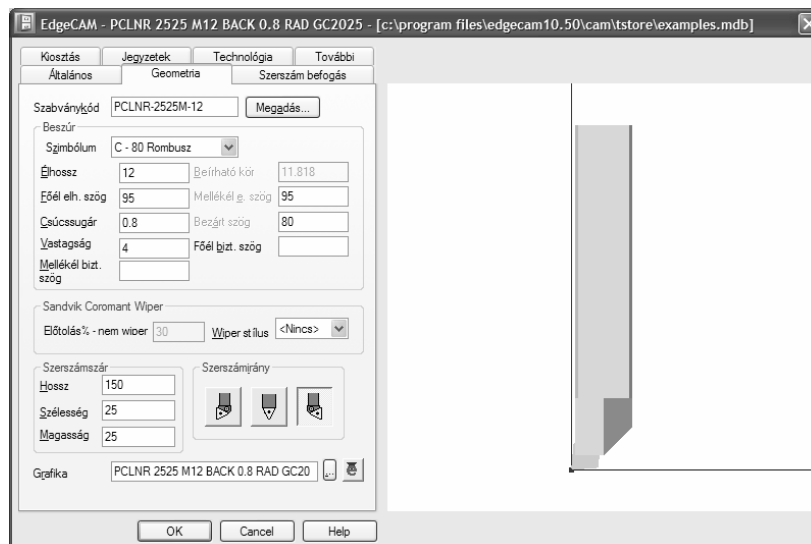 EdgeCAM - PCLNR 2525 M12 BACK 0.8 RAD GC2025 - [c:\program files\edgecam10.50\cam\tstore\examples.mdb]
Kiosztás Jegyzetek Technológia További
Általános Geometria Szerszám befogás
Szabványkód PCLNR-2525M-12 Megadás...
Beszúr
Szimbólum C - 80 Rombusz
Élhossz 12 Beírható kör 11.818
Főél elh. szög 95 Mellékél e. szög 95
Csúcssugár 0.8 Bezárt szög 80
Vastagság 4 Főél bizt. szög
Mellékél bizt.
szög
Sandvik Coromant Wiper
Előtolás% - nem wiper 30 Wiper stílus <Nincs>
Szerszámszár Szerszámirány
Hossz 150
Szélesség 25
Magasság 25
Grafika PCLNR 2525 M12 BACK 0.8 RAD GC20 ...
OK Cancel Help